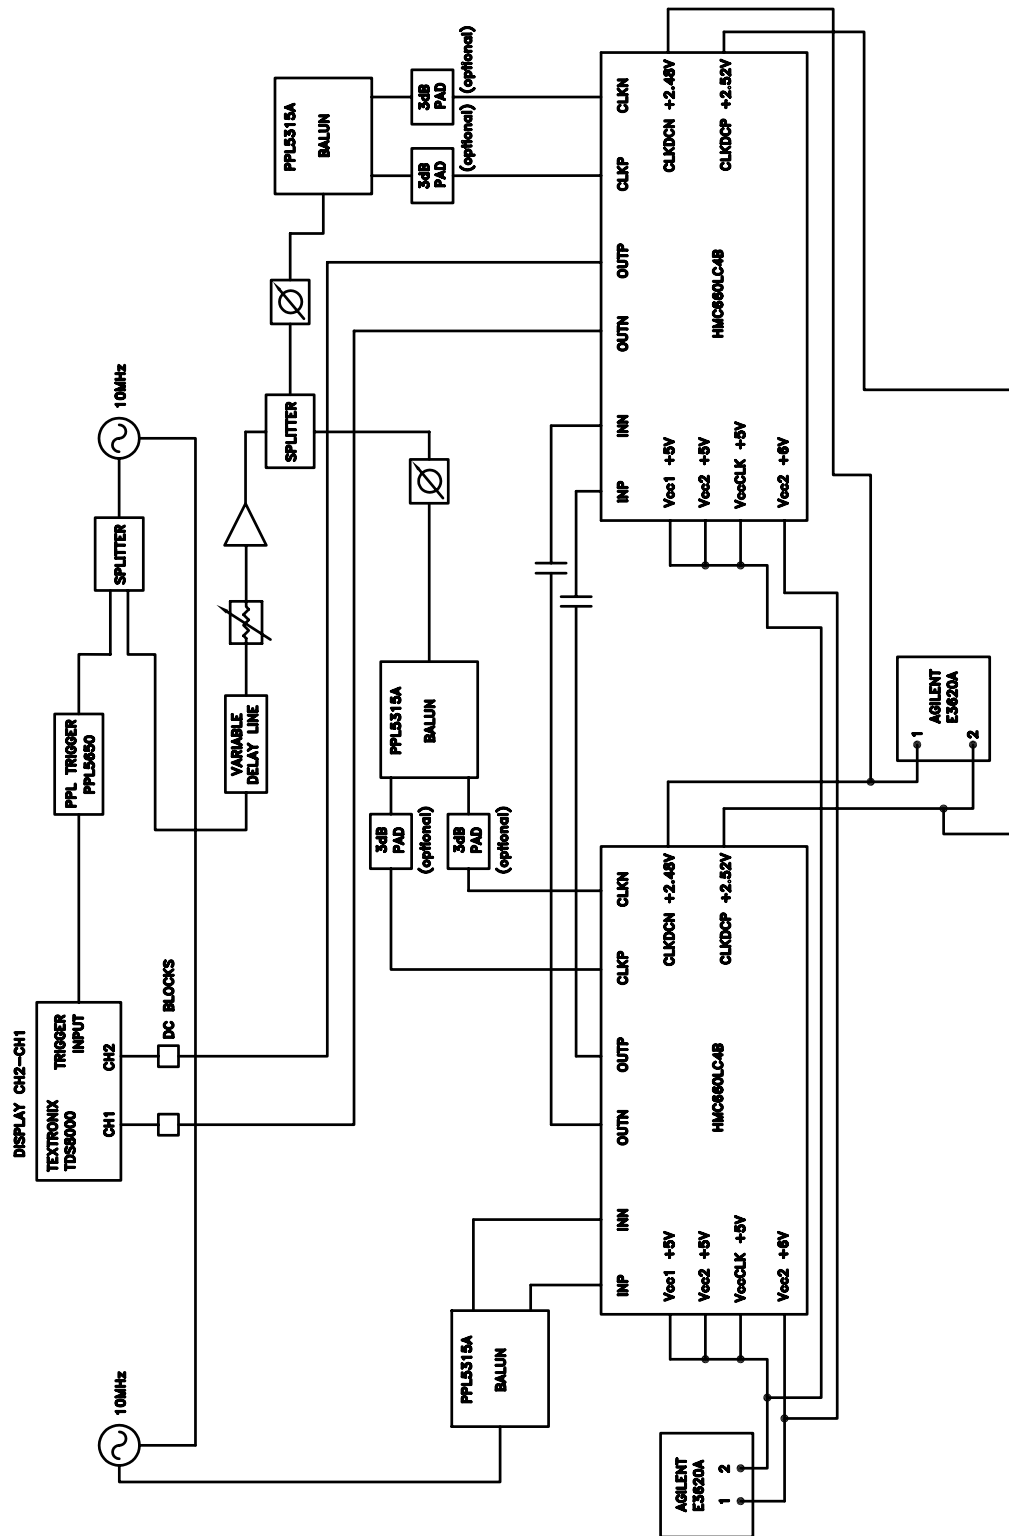 DISPLAY CH2-CH1
TEXTRONIX
TDS8000
TRIGGER
INPUT
CH1
CH2
DC BLOCKS
PPL TRIGGER
PPL5650
SPLITTER
10MHz
10MHz
VARIABLE
DELAY LINE
SPLITTER
PPL5315A
BALUN
3dB
PAD
(optional)
3dB
PAD
(optional)
PPL5315A
BALUN
3dB
PAD
(optional)
3dB
PAD
(optional)
PPL5315A
BALUN
INP
INN
OUTN
OUTP
CLKP
CLKN
Vcc1 +5V
Vcc2 +5V
VccCLK +5V
Vcc2 +6V
HMC660LC4B
CLKDCN +2.48V
CLKDCP +2.52V
INP
INN
OUTN
OUTP
CLKP
CLKN
Vcc1 +5V
Vcc2 +5V
VccCLK +5V
Vcc2 +6V
HMC660LC4B
CLKDCN +2.48V
CLKDCP +2.52V
AGILENT
E3620A
1 2
AGILENT
E3620A
1
2